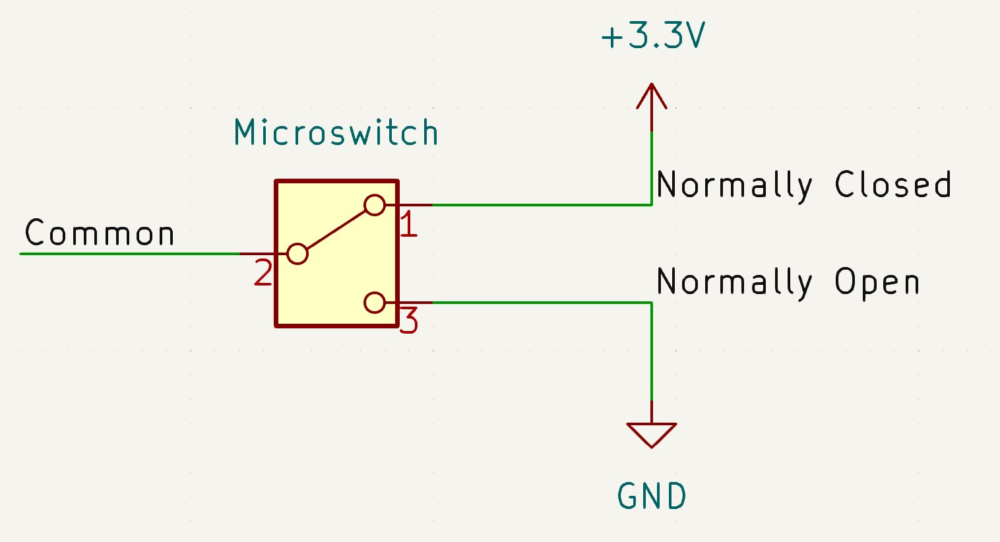 +3.3V
Microswitch
Normally Closed
1
Common
2
Normally Open
3
GND